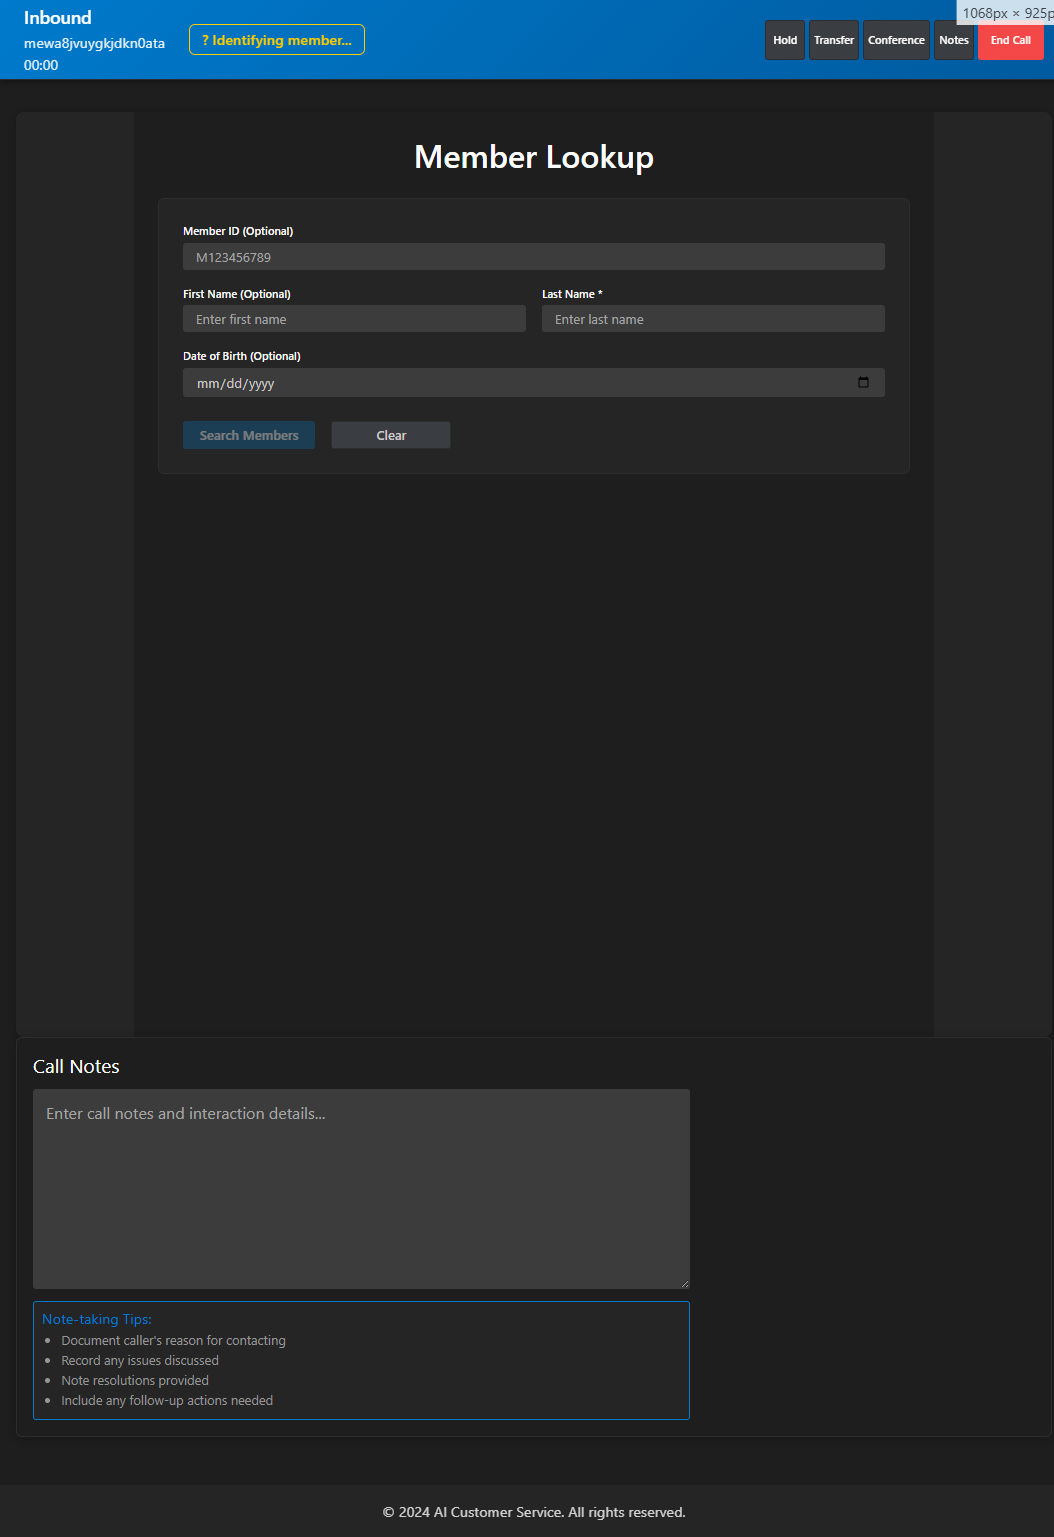 Inbound
mewa8jvuygkjdkn0ata
00:00
? Identifying member...
Hold
Transfer
Conference
Notes
End Call
1068px × 925p
Member Lookup
Member ID (Optional)
M123456789
First Name (Optional)
Last Name *
Enter first name
Enter last name
Date of Birth (Optional)
mm/dd/yyyy
Search Members
Clear
Call Notes
Enter call notes and interaction details...
Note-taking Tips:
Document caller's reason for contacting
Record any issues discussed
Note resolutions provided
Include any follow-up actions needed
© 2024 AI Customer Service. All rights reserved.